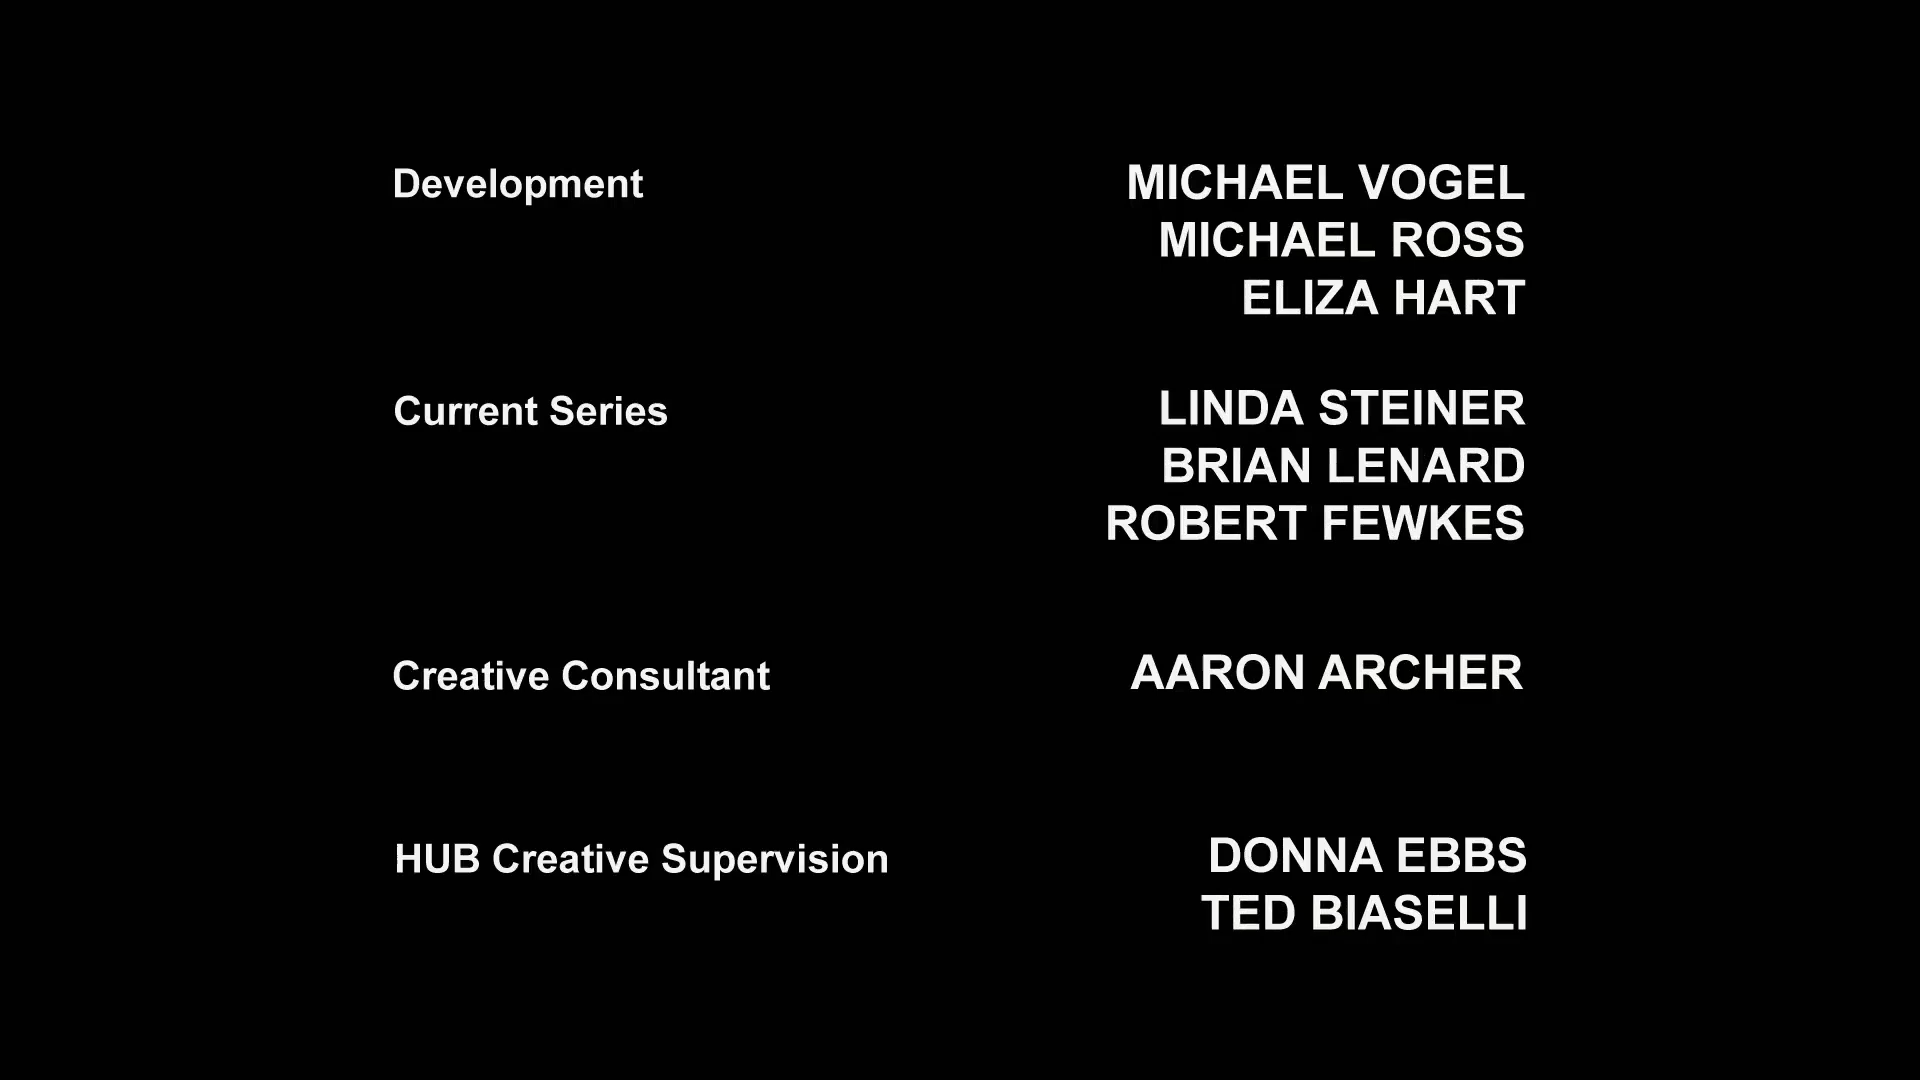 Development MICHAEL VOGEL
MICHAEL ROSS
ELIZA HART
Current Series LINDA STEINER
BRIAN LENARD
ROBERT FEWKES
Creative Consultant AARON ARCHER
HUB Creative Supervision DONNA EBBS
TED BIASELLI